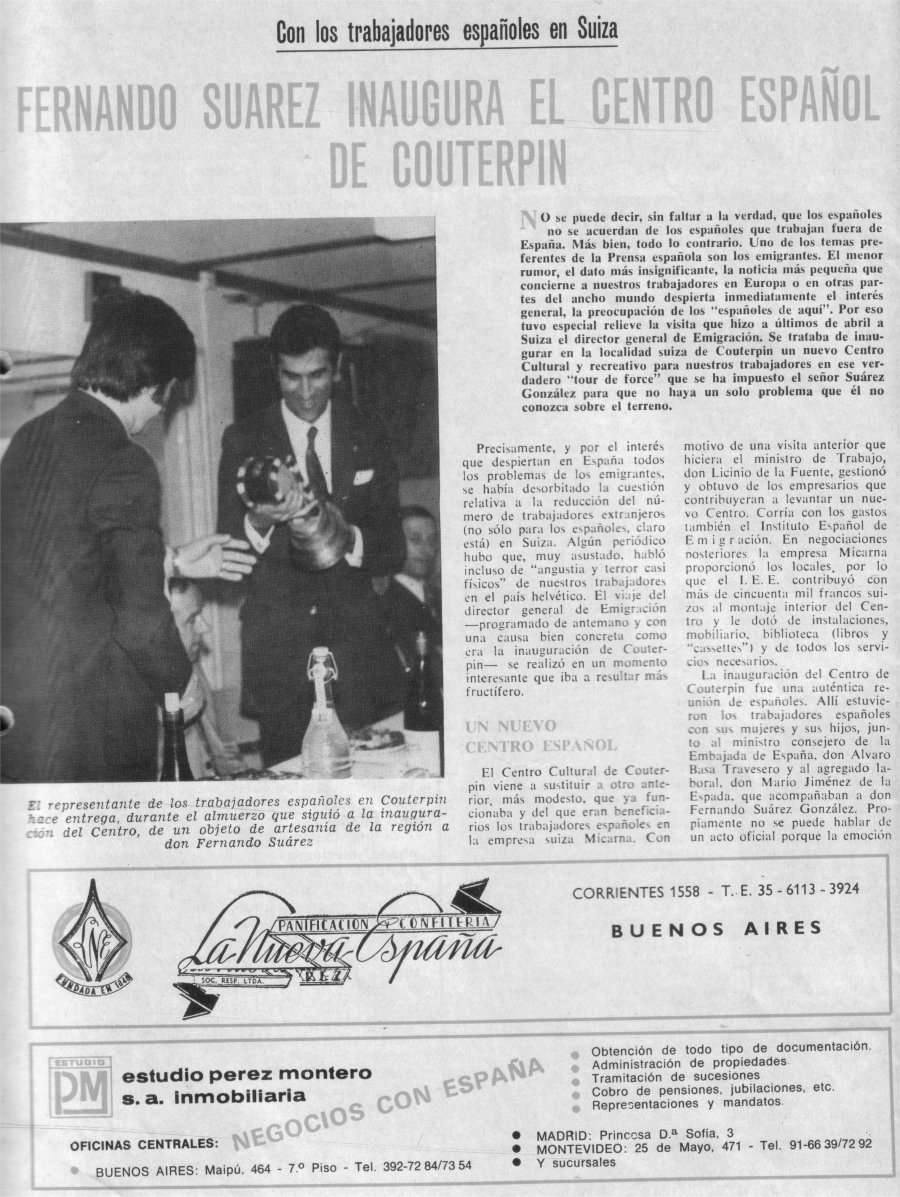 Con los trabajadores españoles en Suiza
FERNANDO SUAREZ INAUGURA EL CENTRO ESPAÑOL
DE COUTERPIN
NO se puede decir, sin faltar a la verdad, que los españoles
no se acuerdan de los españoles que trabajan fuera de
España. Más bien, todo lo contrario. Uno de los temas pre-
ferentes de la Prensa española son los emigrantes. El menor
rumor, el dato más insignificante, la noticia más pequeña que
concierne a nuestros trabajadores en Europa o en otras par-
tes del ancho mundo despierta inmediatamente el interés
general, la preocupación de los "españoles de aquí". Por eso
tuvo especial relieve la visita que hizo a últimos de abril a
Suiza el director general de Emigración. Se trataba de inau-
gurar en la localidad suiza de Couterpin un nuevo Centro
Cultural y recreativo para nuestros trabajadores en ese ver-
dadero "tour de force" que se ha impuesto el señor Suárez
González para que no haya un solo problema que él no
conozca sobre el terreno.
El representante de los trabajadores españoles en Couterpin
hace entrega, durante el almuerzo que siguió a la inaugura-
ción del Centro, de un objeto de artesanía de la región a
don Fernando Suárez
Precisamente, y por el interés
que despiertan en España todos
los problemas de los emigrantes,
se había desorbitado la cuestión
relativa a la reducción del nú-
mero de trabajadores extranjeros
(no sólo para los españoles, claro
está) en Suiza. Algún periódico
hubo que, muy asustado, habló
incluso de "angustia y terror casi
físicos" de nuestros trabajadores
en el país helvético. El viaje del
director general de Emigración
—programado de antemano y con
una causa bien concreta como
era la inauguración de Couter-
pin— se realizó en un momento
interesante que iba a resultar más
fructífero.
UN NUEVO
CENTRO ESPAÑOL
El Centro Cultural de Couter-
pin viene a sustituir a otro ante-
rior, más modesto, que ya fun-
cionaba y del que eran beneficia-
rios los trabajadores españoles en
la empresa suiza Micarna. Con
motivo de una visita anterior que
hiciera el ministro de Trabajo,
don Licinio de la Fuente, gestionó
y obtuvo de los empresarios que
contribuyeran a levantar un nue-
vo Centro. Corría con los gastos
también el Instituto Español de
Emigración. En negociaciones
posteriores la empresa Micarna
proporcionó los locales, por lo
que el I. E. E. contribuyó con
más de cincuenta mil francos sui-
zos al montaje interior del Cen-
tro y le dotó de instalaciones,
mobiliario, biblioteca (libros y
"cassettes") y de todos los servi-
cios necesarios.
La inauguración del Centro de
Couterpin fue una auténtica re-
unión de españoles. Allí estuvie-
ron los trabajadores españoles
con sus mujeres y sus hijos, jun-
to al ministro consejero de la
Embajada de España, don Alvaro
Basa Travesero y al agregado la-
boral, don Mario Jiménez de la
Espada, que acompañaban a don
Fernando Suárez González. Pro-
piamente no se puede hablar de
un acto oficial porque la emoción
LNE
FUNDADA EN
PANIFICACION Y CONFITERIA
La Nueva España
SOC. RESP. LTDA.
CORRIENTES 1558 - T. E. 35 - 6113 - 3924
BUENOS AIRES
ESTUDIO
PM
estudio perez montero
s. a. inmobiliaria
NEGOCIOS CON ESPAÑA
Obtención de todo tipo de documentación.
Administración de propiedades
Tramitación de sucesiones
Cobro de pensiones, jubilaciones, etc.
Representaciones y mandatos.
OFICINAS CENTRALES:
BUENOS AIRES: Maipú, 464 - 7.º Piso - Tel. 392-72 84/73 54
MADRID: Princesa D.ª Sofía, 3
MONTEVIDEO: 25 de Mayo, 471 - Tel. 91-66 39/72 92
Y sucursales